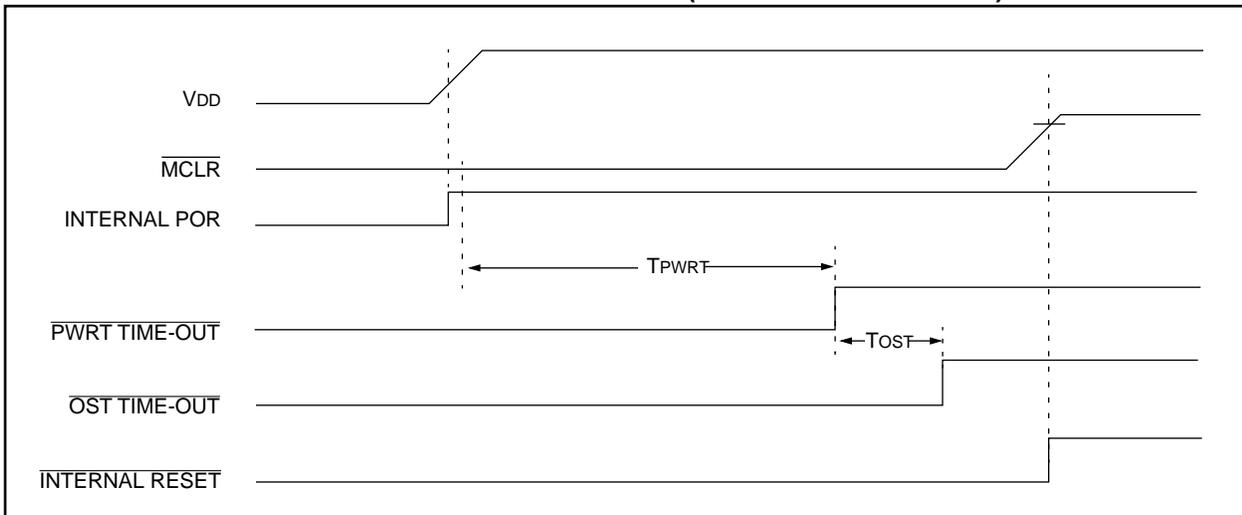 VDD
MCLR
INTERNAL POR
TPWRT
PWRT TIME-OUT
TOST
OST TIME-OUT
INTERNAL RESET